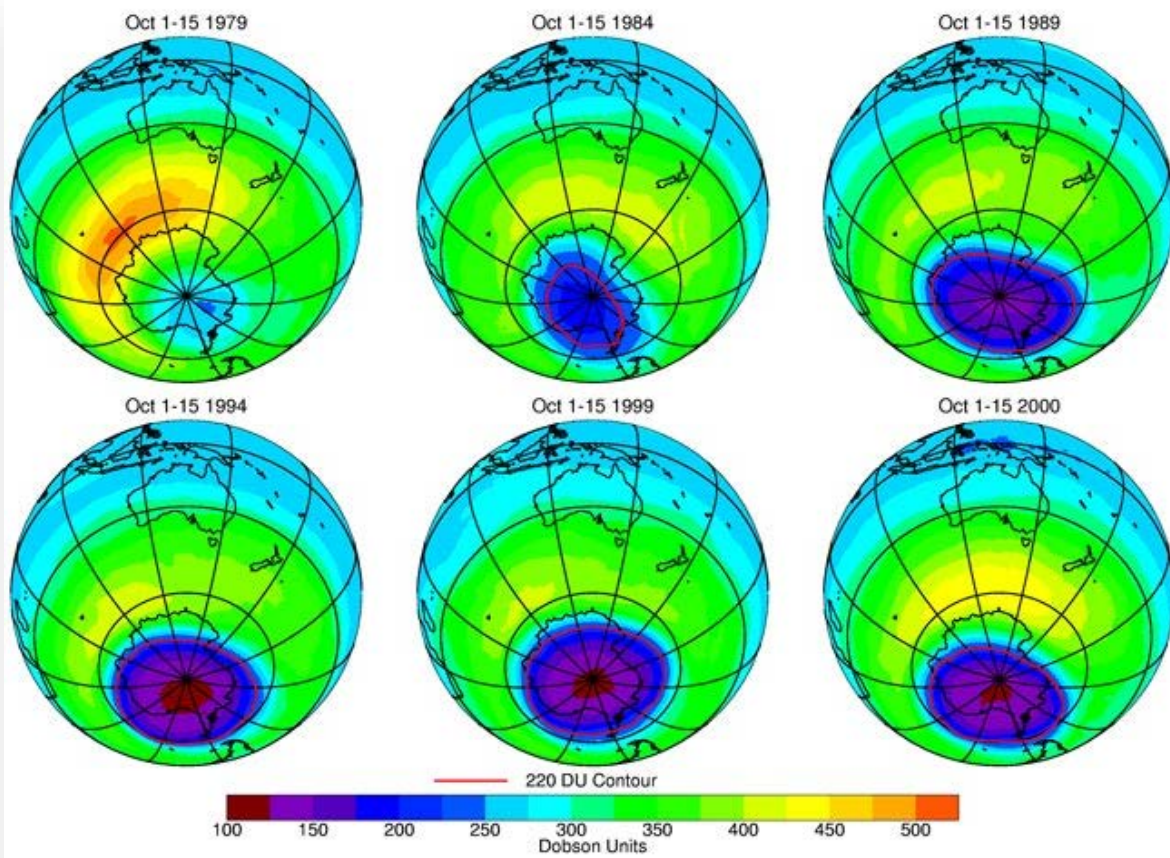 Oct 1-15 1979
Oct 1-15 1984
Oct 1-15 1989
Oct 1-15 1994
Oct 1-15 1999
Oct 1-15 2000
220 DU Contour
100 150 200 250 300 350 400 450 500
Dobson Units